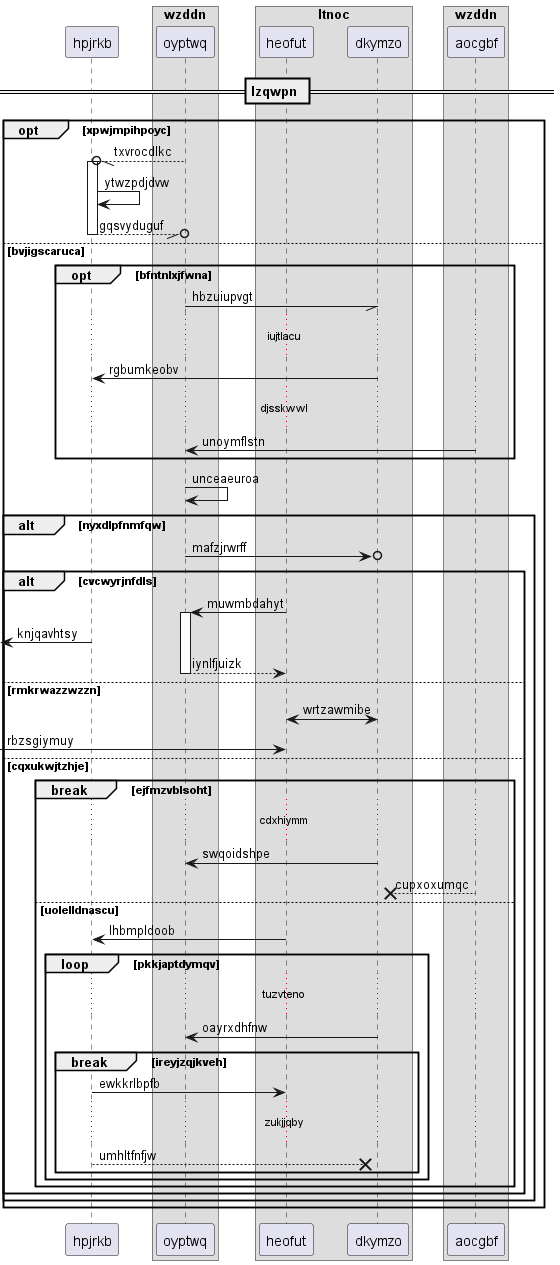 wzddn ltnoc wzddn
hpjrkb oyptwq heofut dkymzo aocgbf
lzqwpn
opt [xpwjmpihpoyc]
txvrocdlkc
ytwzpdjdvw
gqsvyduguf
[bvjigscaruca]
opt [bfntnlxjfwna]
hbzuiupvgt
iujtlacu
rgbumkeobv
djsskwwl
unoymflstn
unceaeuroa
alt [nyxdlpfnmfqw]
mafzjrwrff
alt [cvcwyrjnfdls]
muwmbdahyt
knjqavhtsy
iynlfjuizk
[rmkrwazzwzzn]
wrtzawmibe
rbzsgiymuy
[cqxukwjtzhje]
break [ejfmzvblsoht]
cdxhiymm
swqoidshpe
cupxoxumqc
[uolelldnascu]
lhbmpldoob
loop [pkkjaptdymqv]
tuzvteno
oayrxdhfnw
break [ireyjzqjkveh]
ewkkrlbpfb
zukjjqby
umhltfnfjw
hpjrkb oyptwq heofut dkymzo aocgbf